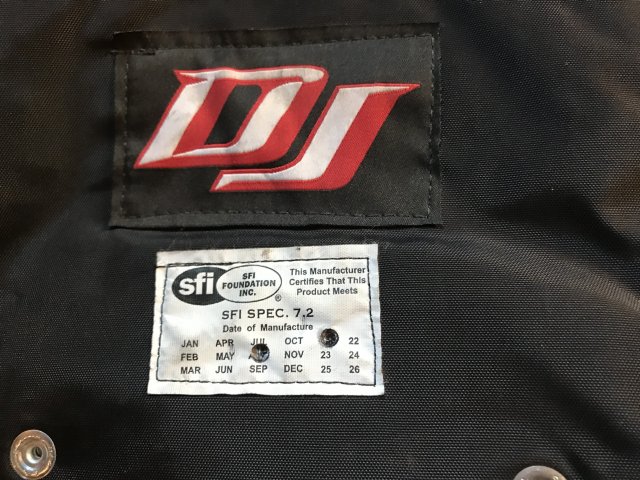 DJ
sfi
SFI
FOUNDATION
INC.
®
This Manufacturer
Certifies That This
Product Meets
SFI SPEC. 7.2
Date of Manufacture
JAN APR JUL OCT 22
FEB MAY NOV 23 24
MAR JUN SEP DEC 25 26